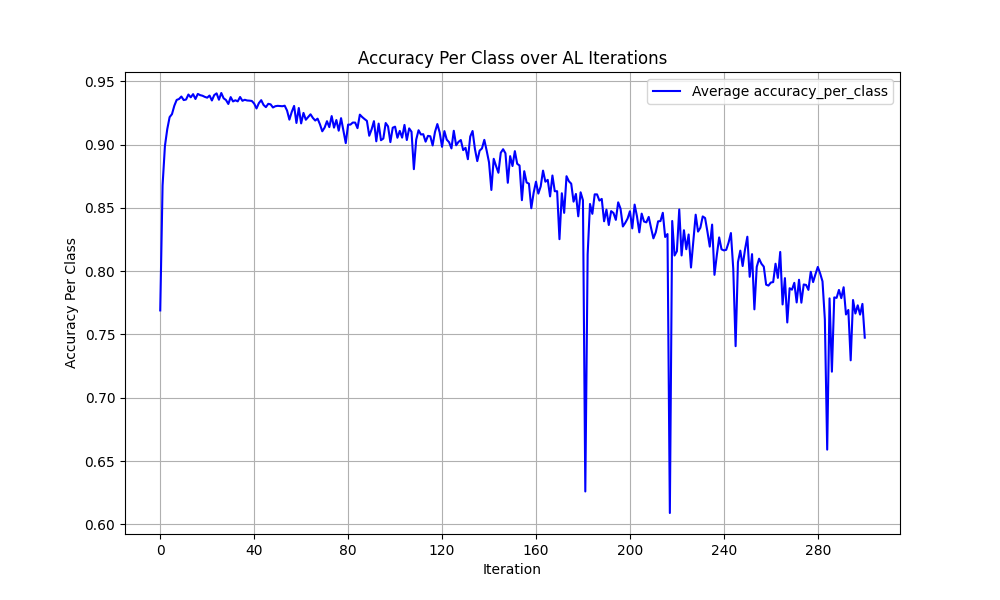 Accuracy Per Class over AL Iterations
Average accuracy_per_class
Accuracy Per Class
0.95
0.90
0.85
0.80
0.75
0.70
0.65
0.60
0 40 80 120 160 200 240 280
Iteration